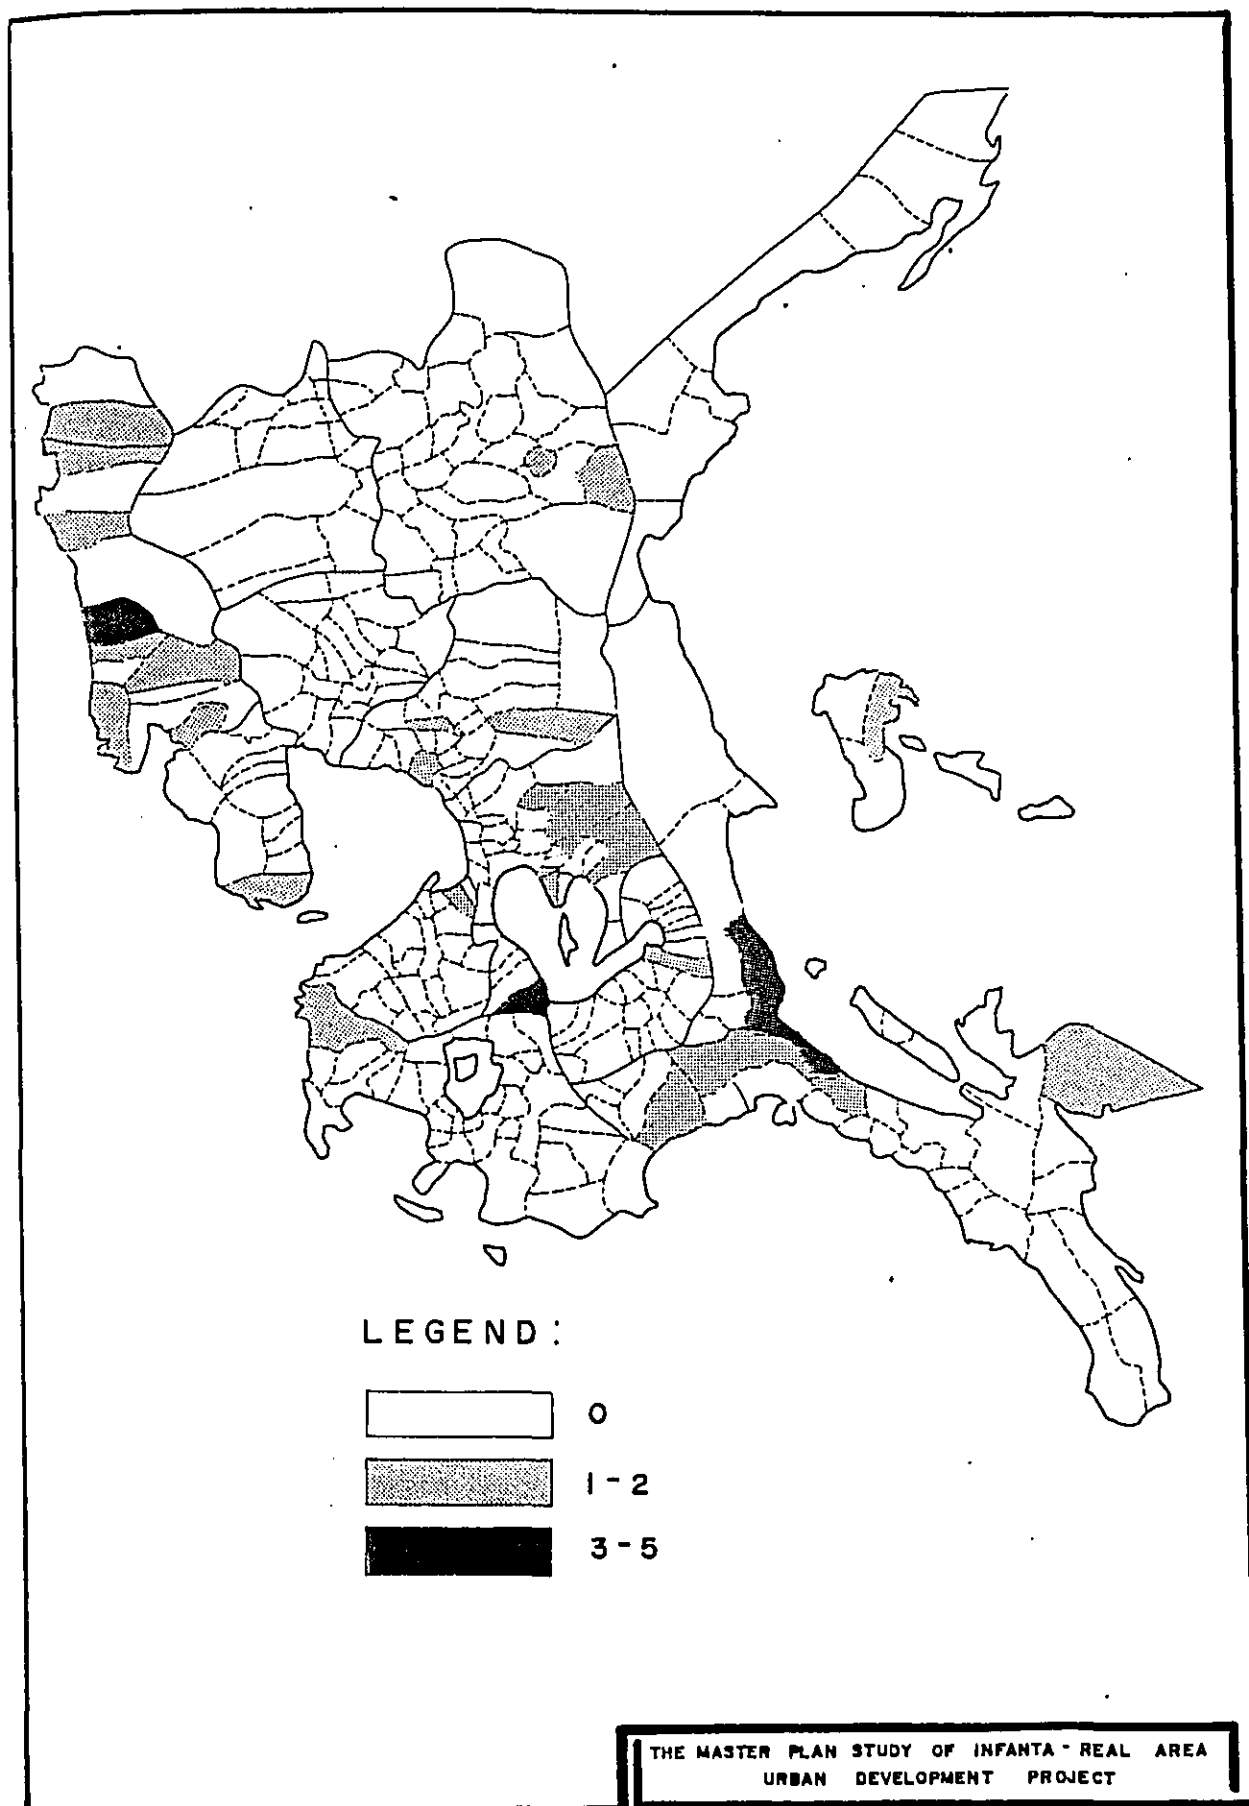 LEGEND:
0
1-2
3-5
THE MASTER PLAN STUDY OF INFANTA - REAL AREA
URBAN DEVELOPMENT PROJECT